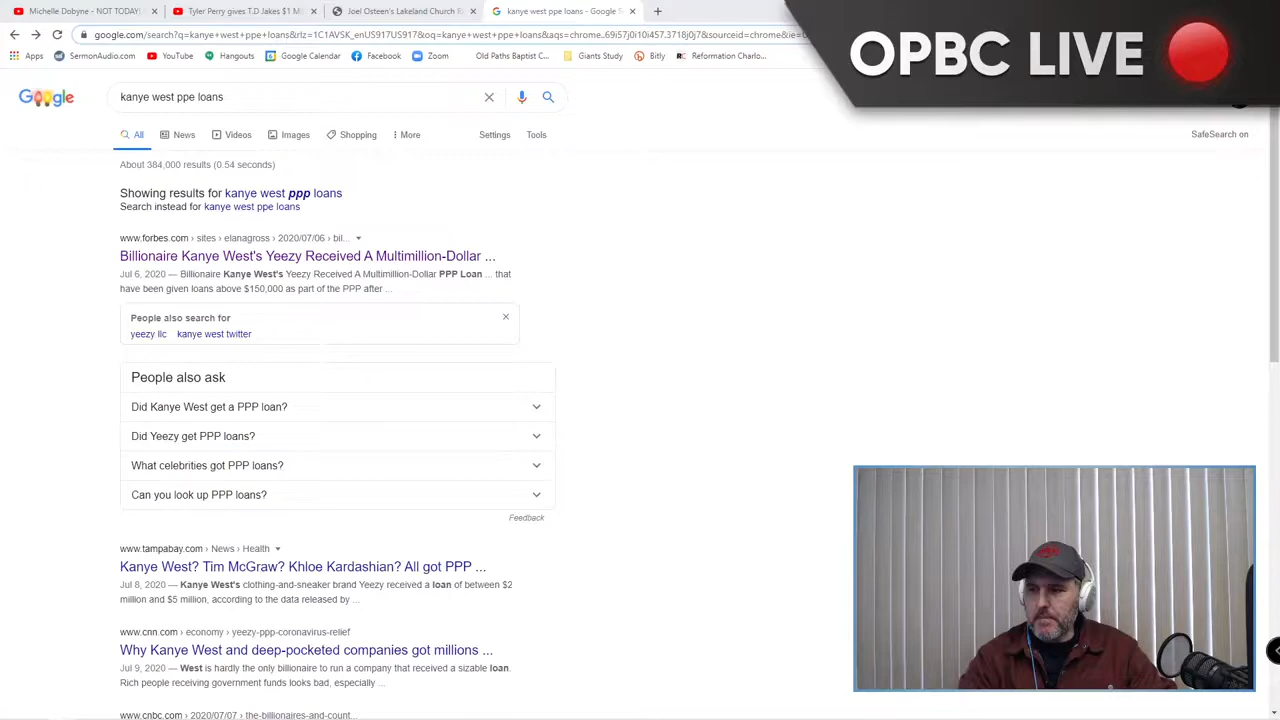 Michelle Dobyne - NOT TODAY!
Tyler Perry gives T.D Jakes $1 Mi
Joel Osteen's Lakeland Church R
kanye west ppe loans - Google S
google.com/search?q=kanye+west+ppe+loans&rlz=1C1AVSK_enUS917US917&oq=kanye+west+ppe+loans&aqs=chrome..69i57j0i10i457.3718j0j7&sourceid=chrome&ie=
OPBC LIVE
Apps
SermonAudio.com
YouTube
Hangouts
Google Calendar
Facebook
Zoom
Old Paths Baptist C...
Giants Study
Bitly
Reformation Charlo...
Google
kanye west ppe loans
All
News
Videos
Images
Shopping
More
Settings
Tools
SafeSearch on
About 384,000 results (0.54 seconds)
Showing results for kanye west ppp loans
Search instead for kanye west ppe loans
www.forbes.com › sites › elanagross › 2020/07/06 › bil...
Billionaire Kanye West's Yeezy Received A Multimillion-Dollar ...
Jul 6, 2020 — Billionaire Kanye West's Yeezy Received A Multimillion-Dollar PPP Loan ... that
have been given loans above $150,000 as part of the PPP after ...
People also search for
yeezy llc
kanye west twitter
People also ask
Did Kanye West get a PPP loan?
Did Yeezy get PPP loans?
What celebrities got PPP loans?
Can you look up PPP loans?
Feedback
www.tampabay.com › News › Health
Kanye West? Tim McGraw? Khloe Kardashian? All got PPP ...
Jul 8, 2020 — Kanye West's clothing-and-sneaker brand Yeezy received a loan of between $2
million and $5 million, according to the data released by ...
www.cnn.com › economy › yeezy-ppp-coronavirus-relief
Why Kanye West and deep-pocketed companies got millions ...
Jul 9, 2020 — West is hardly the only billionaire to run a company that received a sizable loan.
Rich people receiving government funds looks bad, especially ...
www.cnbc.com › 2020/07/07 › the-billionaires-and-count...